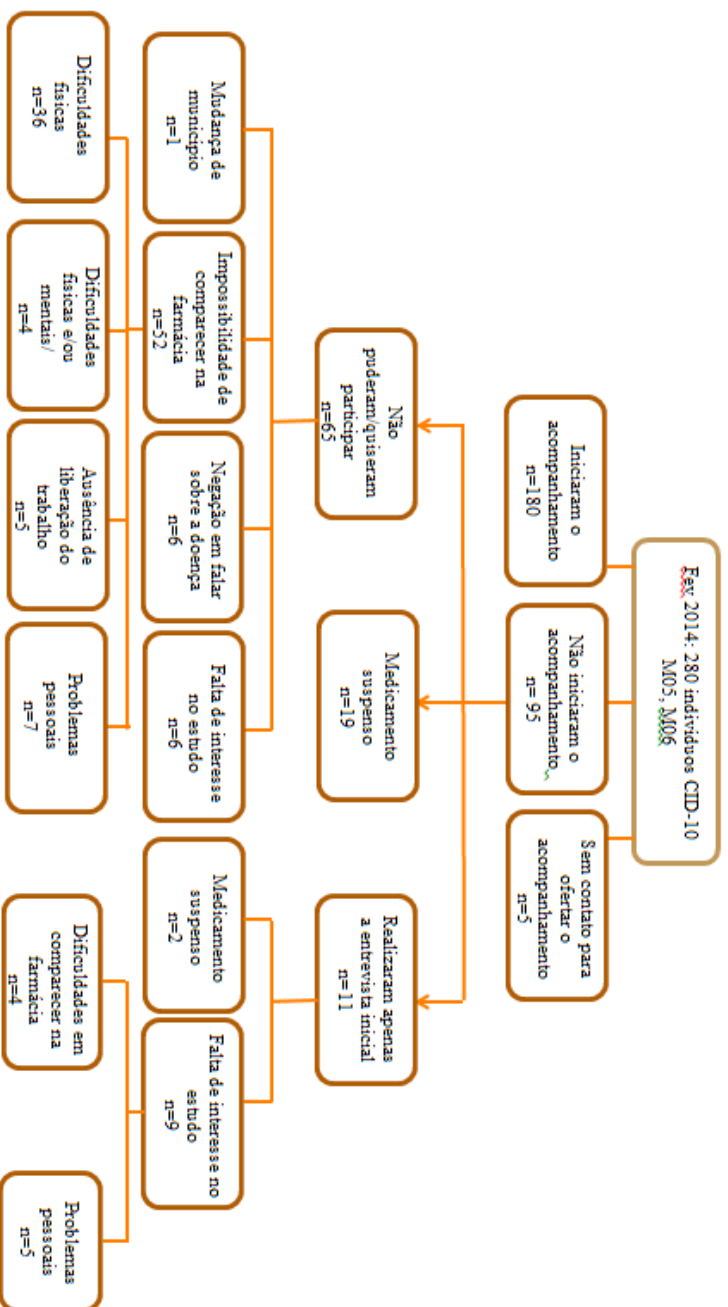 Fev 2014: 280 individuos CID-10
M05, M06
Iniciaram o
acompanhamento
n=180
Não iniciaram o
acompanhamento
n= 95
Sem contato para
ofertar o
acompanhamento
n=5
Não
puderam/quiseram
participar
n=65
Medicamento
suspenso
n=19
Realizaram apenas
a entrevista inicial
n=11
Mudança de
município
n=1
Impossibilidade de
comparecer na
farmácia
n=52
Negação em falar
sobre a doença
n=6
Falta de interesse
no estudo
n=6
Medicamento
suspenso
n=2
Falta de interesse no
estudo
n=9
Dificuldades
físicas
n=36
Dificuldades
físicas e/ou
mentais/
n=4
Ausência de
liberação do
trabalho
n=5
Problemas
pessoais
n=7
Dificuldades em
comparecer na
farmácia
n=4
Problemas
pessoais
n=5